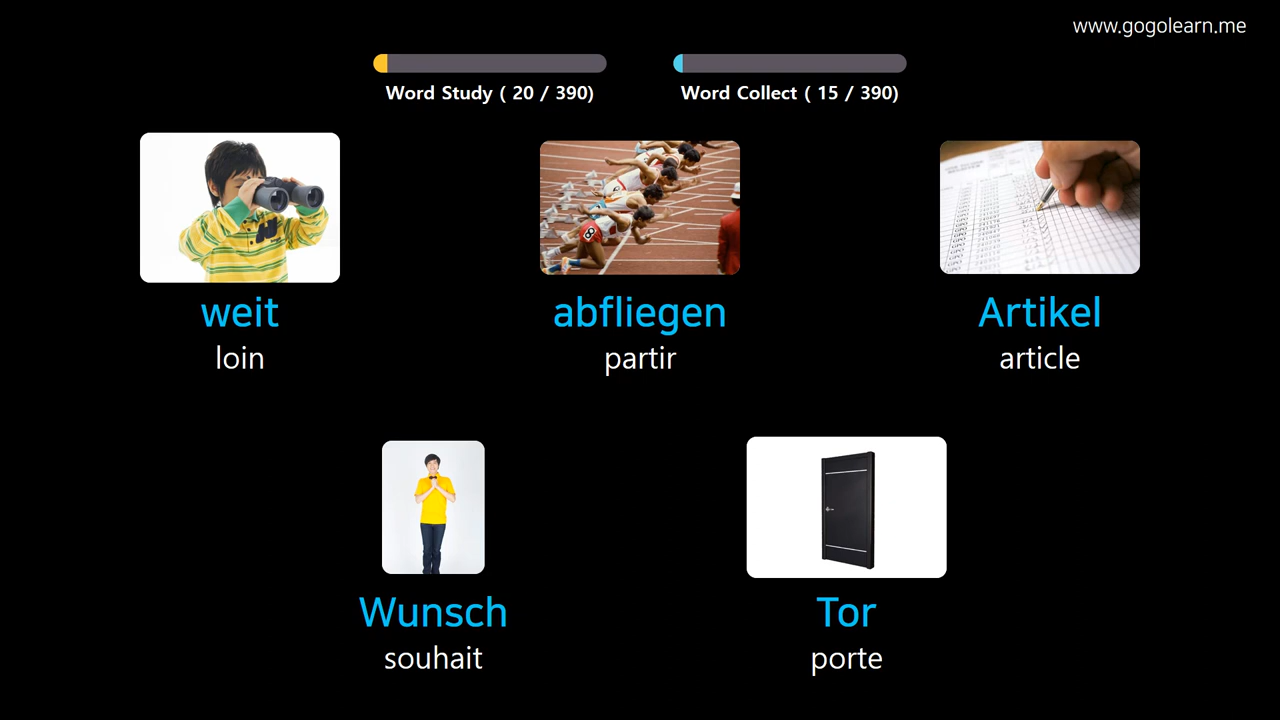 www.gogolearn.me
Word Study ( 20 / 390)
Word Collect ( 15 / 390)
weit
loin
abfliegen
partir
Artikel
article
Wunsch
souhait
Tor
porte